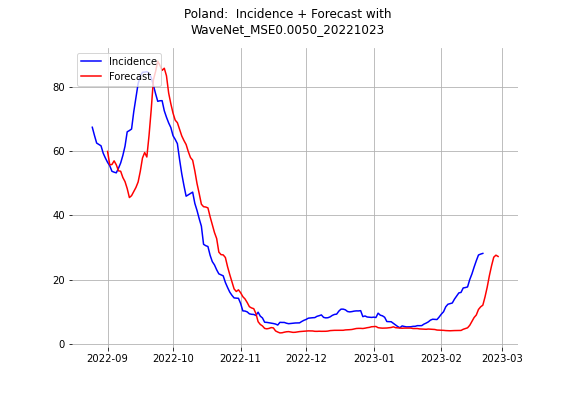 Poland:  Incidence + Forecast with
WaveNet_MSE0.0050_20221023
Incidence
Forecast
80
60
40
20
0
2022-09 2022-10 2022-11 2022-12 2023-01 2023-02 2023-03